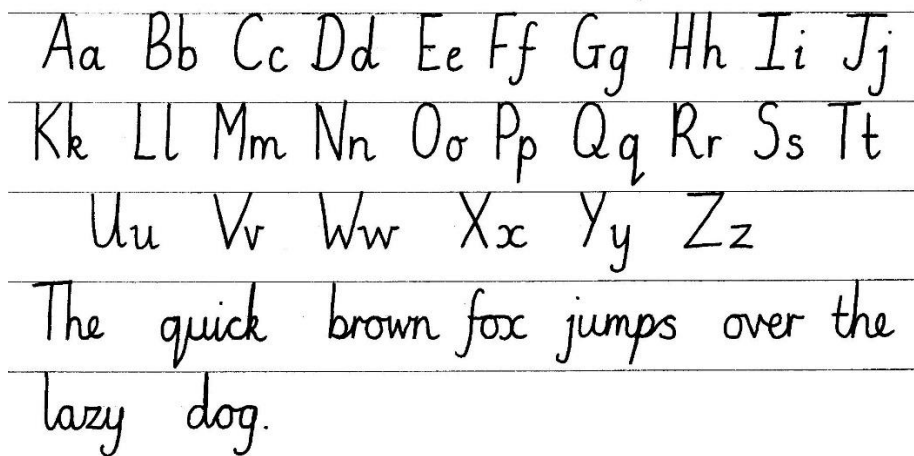 Aa Bb Cc Dd Ee Ff Gg Hh Ii Jj
Kk Ll Mm Nn Oo Pp Qq Rr Ss Tt
Uu Vv Ww Xx Yy Zz
The quick brown fox jumps over the
lazy dog.